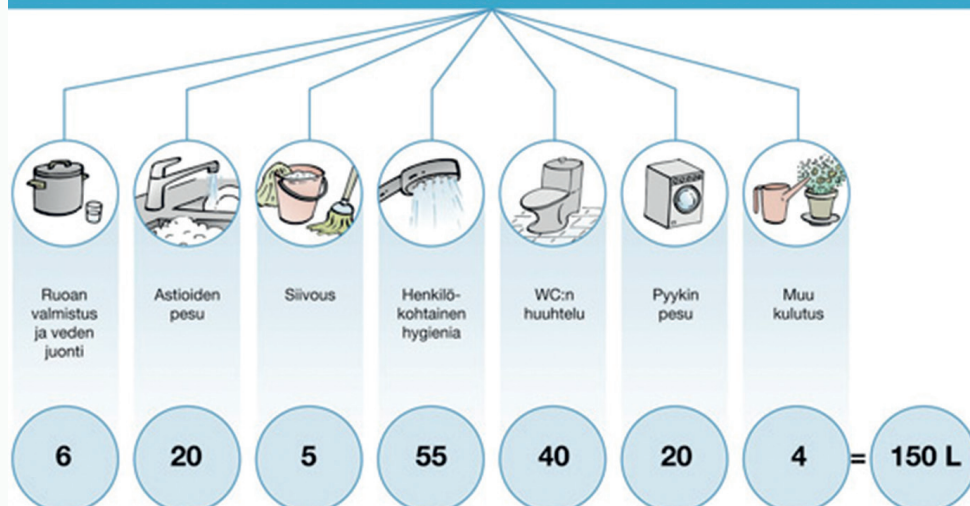 Ruoan
valmistus
ja veden
juonti
Astioiden
pesu
Siivous
Henkilö-
kohtainen
hygienia
WC:n
huuhtelu
Pyykin
pesu
Muu
kulutus
6 20 5 55 40 20 4 = 150 L